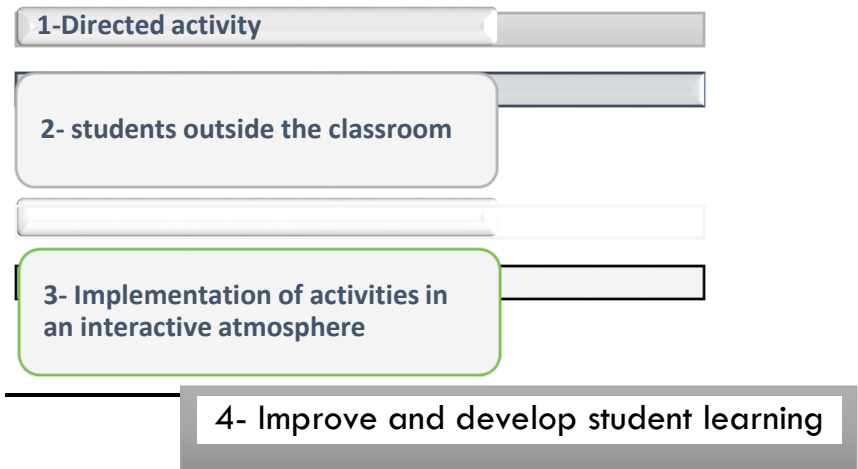 1-Directed activity
2- students outside the classroom
3- Implementation of activities in
an interactive atmosphere
4- Improve and develop student learning